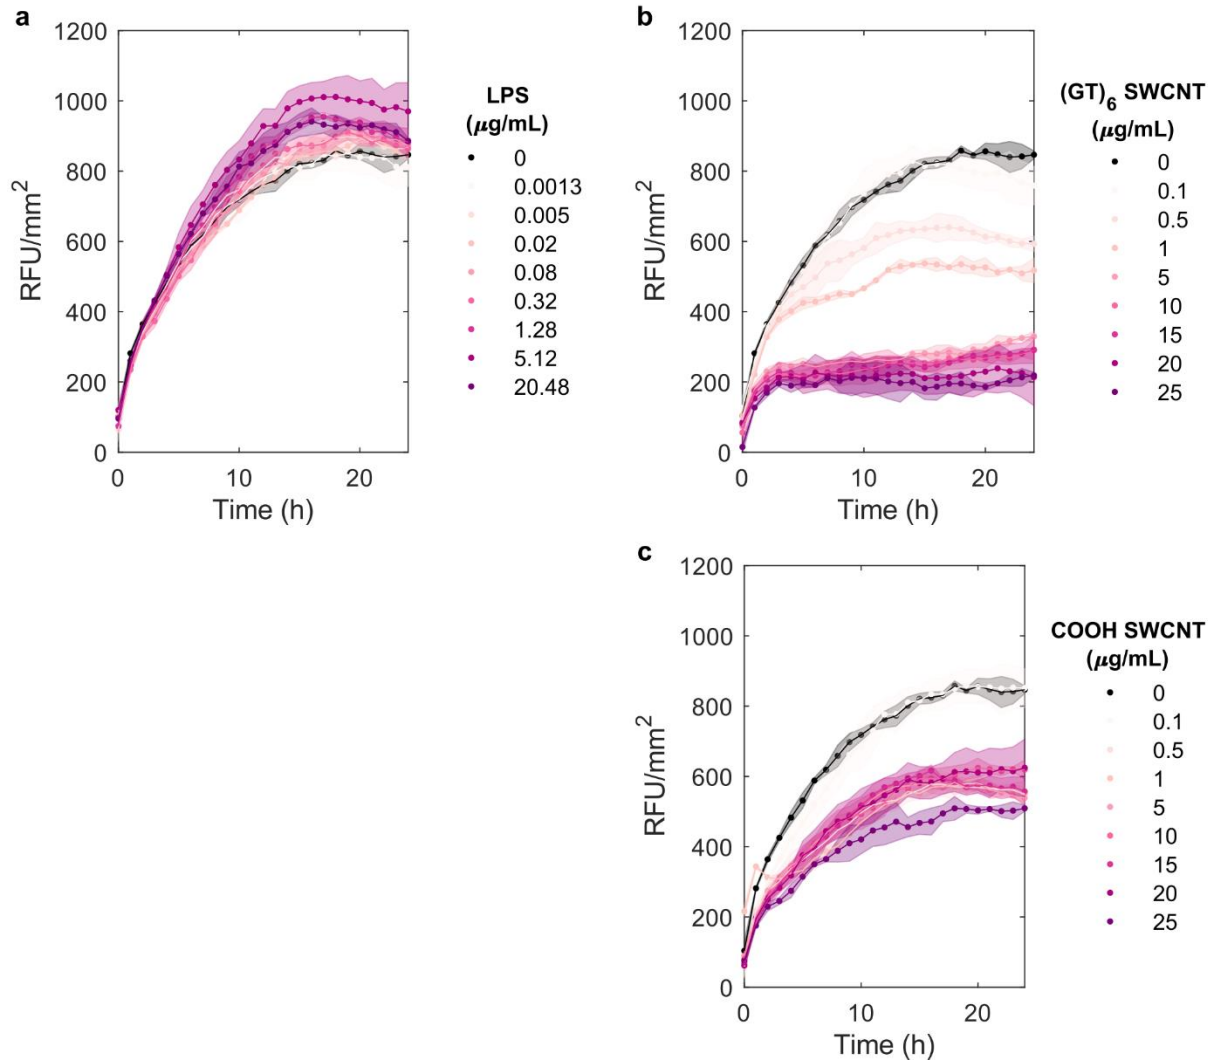 a
1200
1000
800
600
400
200
0
RFU/mm²
0 10 20
Time (h)
LPS
(μg/mL)
0
0.0013
0.005
0.02
0.08
0.32
1.28
5.12
20.48
b
1200
1000
800
600
400
200
0
RFU/mm²
0 10 20
Time (h)
(GT)₆ SWCNT
(μg/mL)
0
0.1
0.5
1
5
10
15
20
25
c
1200
1000
800
600
400
200
0
RFU/mm²
0 10 20
Time (h)
COOH SWCNT
(μg/mL)
0
0.1
0.5
1
5
10
15
20
25